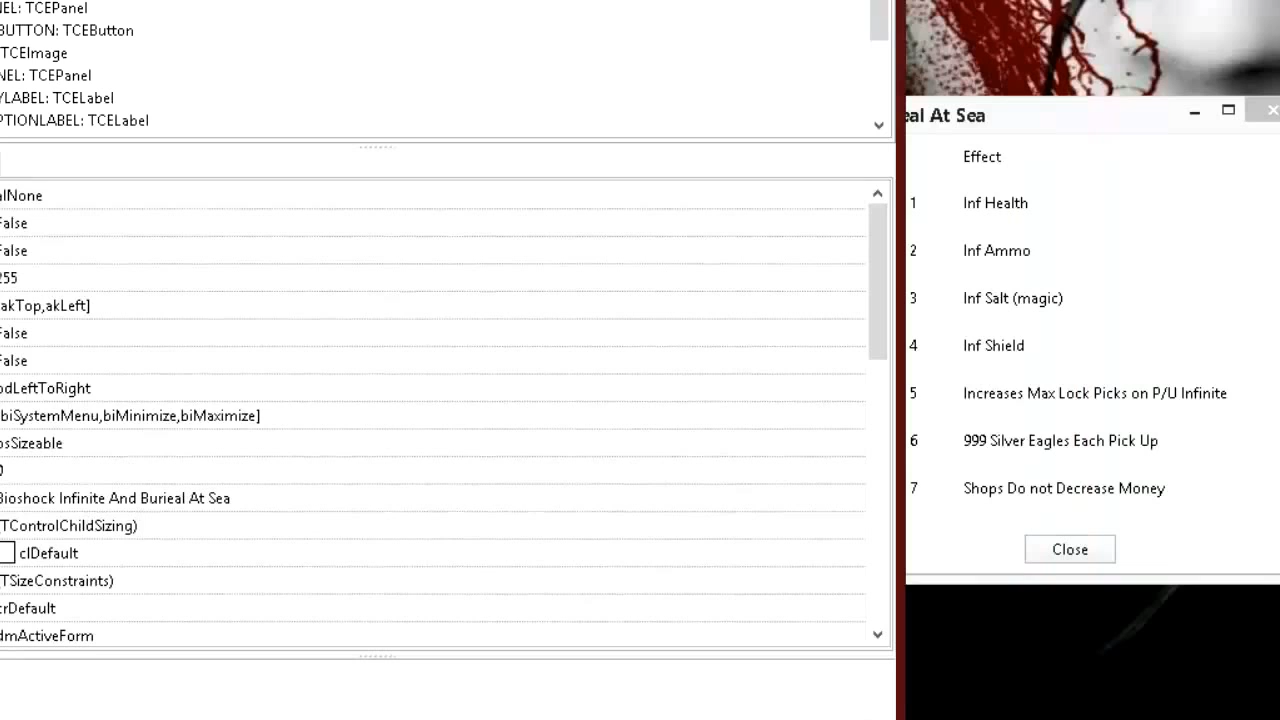 NEL: TCEPanel
BUTTON: TCEButton
TCEImage
NEL: TCEPanel
YLABEL: TCELabel
PTIONLABEL: TCELabel
alNone
False
False
255
[akTop,akLeft]
False
False
bdLeftToRight
[biSystemMenu,biMinimize,biMaximize]
bsSizeable
0
Bioshock Infinite And Burieal At Sea
(TControlChildSizing)
clDefault
(TSizeConstraints)
crDefault
dmActiveForm
eal At Sea
Effect
1 Inf Health
2 Inf Ammo
3 Inf Salt (magic)
4 Inf Shield
5 Increases Max Lock Picks on P/U Infinite
6 999 Silver Eagles Each Pick Up
7 Shops Do not Decrease Money
Close